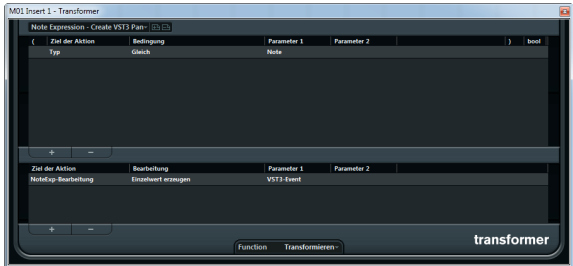 M01 Insert 1 - Transformer
Note Expression - Create VST3 Pan
( Ziel der Aktion Bedingung Parameter 1 Parameter 2 ) bool
Typ Gleich Note
+ −
Ziel der Aktion Bearbeitung Parameter 1 Parameter 2
NoteExp-Bearbeitung Einzelwert erzeugen VST3-Event
+ −
transformer
Function Transformieren